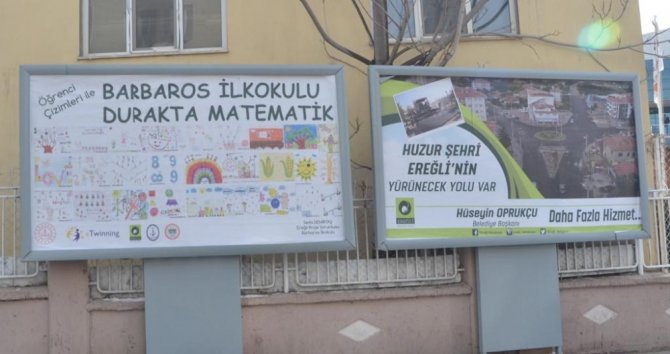 Öğrenci
Çizimleri ile
BARBAROS İLKOKULU
DURAKTA MATEMATİK
eTwinning
HUZUR ŞEHRİ
EREĞLİ'NİN
YÜRÜNECEK YOLU VAR
Hüseyin OPRUKÇU
Belediye Başkanı
Daha Fazla Hizmet...